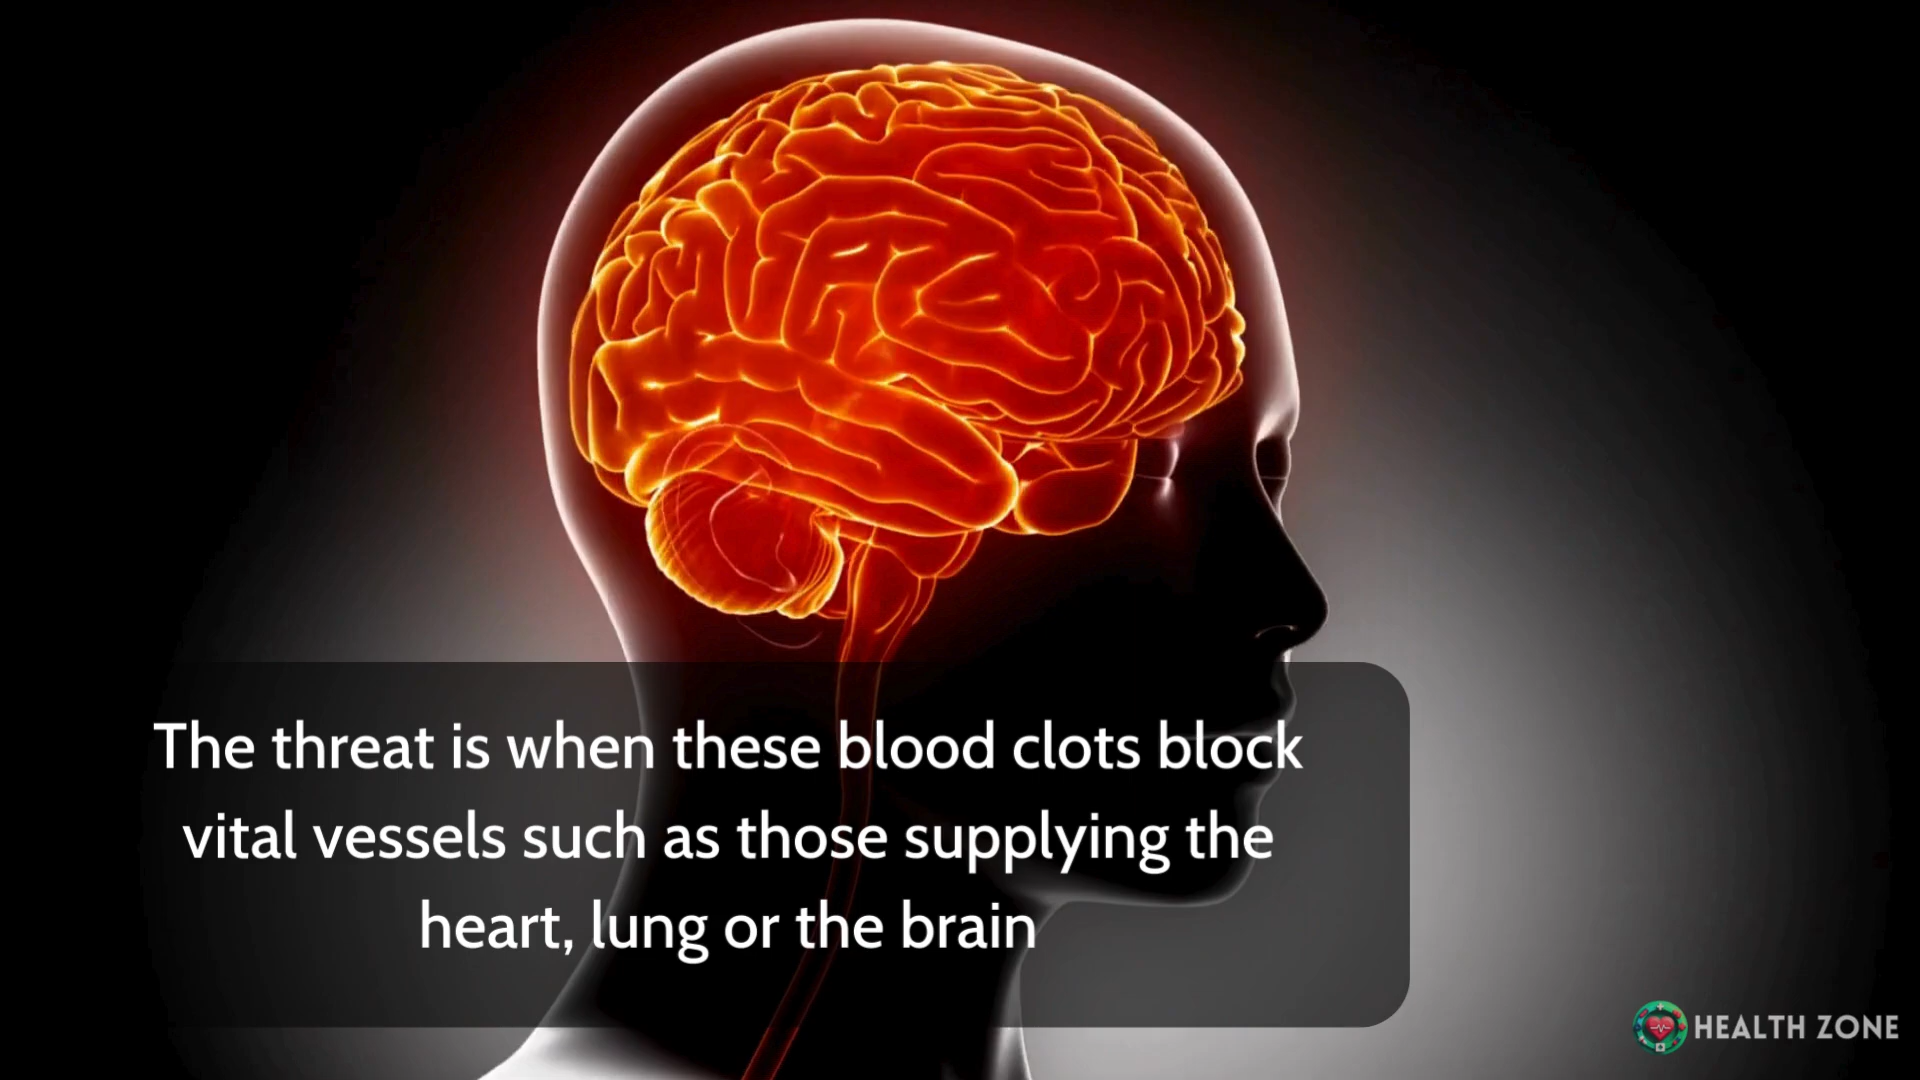 The threat is when these blood clots block
vital vessels such as those supplying the
heart, lung or the brain
HEALTH ZONE